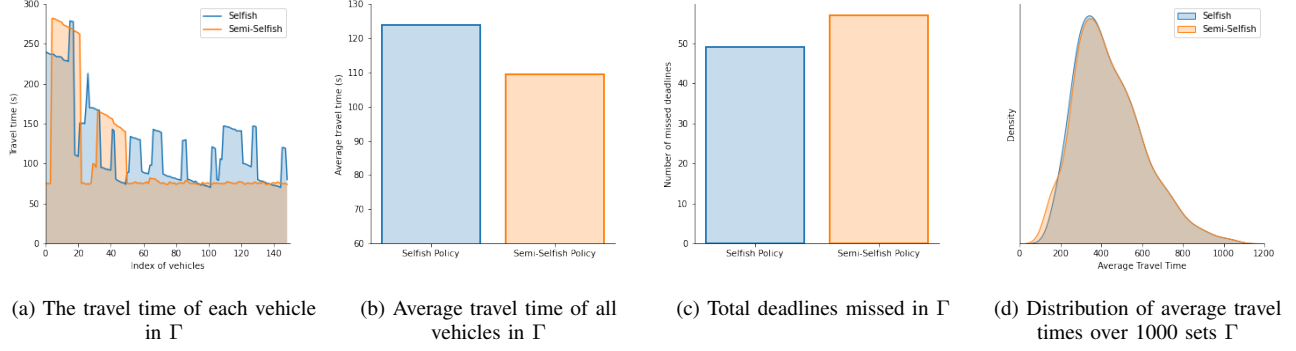 300
250
200
150
100
50
0
Travel time (s)
0 20 40 60 80 100 120 140
Index of vehicles
Selfish
Semi-Selfish
130
120
110
100
90
80
70
60
Average travel time (s)
Selfish Policy Semi-Selfish Policy
50
40
30
20
10
0
Number of missed deadlines
Selfish Policy Semi-Selfish Policy
Density
Selfish
Semi-Selfish
0 200 400 600 800 1000 1200
Average Travel Time
(a) The travel time of each vehicle
in Γ
(b) Average travel time of all
vehicles in Γ
(c) Total deadlines missed in Γ
(d) Distribution of average travel
times over 1000 sets Γ